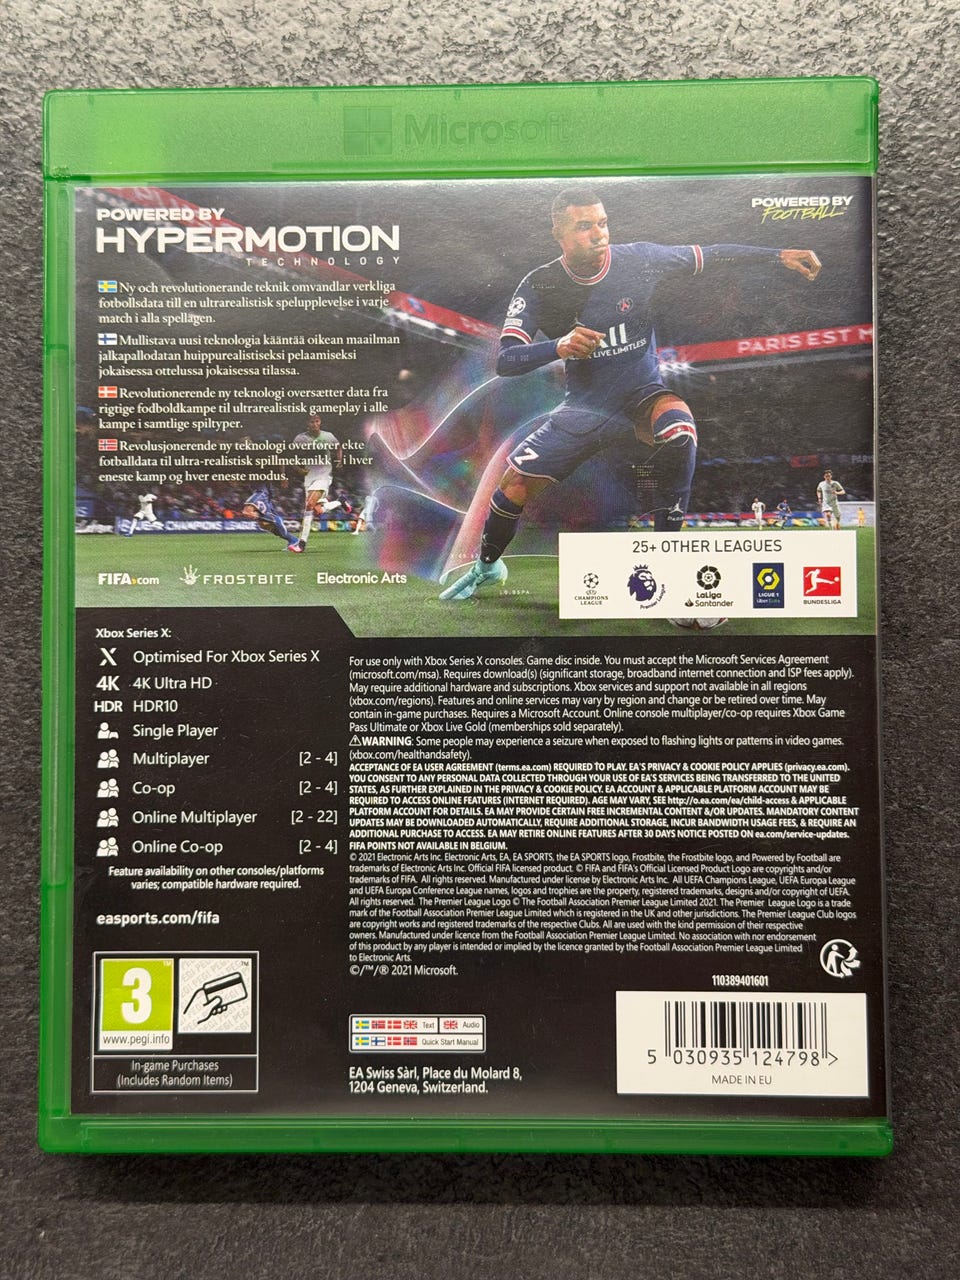 Microsoft
POWERED BY
HYPERMOTION
TECHNOLOGY
POWERED BY
FOOTBALL™
Ny och revolutionerande teknik omvandlar verkliga
fotbollsdata till en ultrarealistisk spelupplevelse i varje
match i alla spellägen.
Mullistava uusi teknologia kääntää oikean maailman
jalkapallodatan huippurealistiseksi pelaamiseksi
jokaisessa ottelussa jokaisessa tilassa.
Revolutionerende ny teknologi oversætter data fra
rigtige fodboldkampe til ultrarealistisk gameplay i alle
kampe i samtlige spiltyper.
Revolusjonerende ny teknologi overfører ekte
fotballdata til ultra-realistisk spillmekanikk – i hver
eneste kamp og hver eneste modus.
ALL
LIVE LIMITLESS
PARIS EST M
CHAMPIONS LEAGUE
FIFA.com
FROSTBITE™
Electronic Arts
25+ OTHER LEAGUES
CHAMPIONS
LEAGUE
Premier League
LaLiga
Santander
LIGUE 1
Uber Eats
BUNDESLIGA
Xbox Series X:
X Optimised For Xbox Series X
4K 4K Ultra HD
HDR HDR10
Single Player
Multiplayer [2 - 4]
Co-op [2 - 4]
Online Multiplayer [2 - 22]
Online Co-op [2 - 4]
Feature availability on other consoles/platforms
varies; compatible hardware required.
easports.com/fifa
For use only with Xbox Series X consoles. Game disc inside. You must accept the Microsoft Services Agreement
(microsoft.com/msa). Requires download(s) (significant storage, broadband internet connection and ISP fees apply).
May require additional hardware and subscriptions. Xbox services and support not available in all regions
(xbox.com/regions). Features and online services may vary by region and change or be retired over time. May
contain in-game purchases. Requires a Microsoft Account. Online console multiplayer/co-op requires Xbox Game
Pass Ultimate or Xbox Live Gold (memberships sold separately).
⚠WARNING: Some people may experience a seizure when exposed to flashing lights or patterns in video games.
(xbox.com/healthandsafety).
ACCEPTANCE OF EA USER AGREEMENT (terms.ea.com) REQUIRED TO PLAY. EA'S PRIVACY & COOKIE POLICY APPLIES (privacy.ea.com).
YOU CONSENT TO ANY PERSONAL DATA COLLECTED THROUGH YOUR USE OF EA'S SERVICES BEING TRANSFERRED TO THE UNITED
STATES, AS FURTHER EXPLAINED IN THE PRIVACY & COOKIE POLICY. EA ACCOUNT & APPLICABLE PLATFORM ACCOUNT MAY BE
REQUIRED TO ACCESS ONLINE FEATURES (INTERNET REQUIRED). AGE MAY VARY, SEE http://o.ea.com/ea/child-access & APPLICABLE
PLATFORM ACCOUNT FOR DETAILS. EA MAY PROVIDE CERTAIN FREE INCREMENTAL CONTENT &/OR UPDATES. MANDATORY CONTENT
UPDATES MAY BE DOWNLOADED AUTOMATICALLY, REQUIRE ADDITIONAL STORAGE, INCUR BANDWIDTH USAGE FEES, & REQUIRE AN
ADDITIONAL PURCHASE TO ACCESS. EA MAY RETIRE ONLINE FEATURES AFTER 30 DAYS NOTICE POSTED ON ea.com/service-updates.
FIFA POINTS NOT AVAILABLE IN BELGIUM.
© 2021 Electronic Arts Inc. Electronic Arts, EA, EA SPORTS, the EA SPORTS logo, Frostbite, the Frostbite logo, and Powered by Football are
trademarks of Electronic Arts Inc. Official FIFA licensed product. © FIFA and FIFA's Official Licensed Product Logo are copyrights and/or
trademarks of FIFA. All rights reserved. Manufactured under license by Electronic Arts Inc. All UEFA Champions League, UEFA Europa League
and UEFA Europa Conference League names, logos and trophies are the property, registered trademarks, designs and/or copyright of UEFA.
All rights reserved. The Premier League Logo © The Football Association Premier League Limited 2021. The Premier League Logo is a trade
mark of the Football Association Premier League Limited which is registered in the UK and other jurisdictions. The Premier League Club logos
are copyright works and registered trademarks of the respective Clubs. All are used with the kind permission of their respective
owners. Manufactured under licence from the Football Association Premier League Limited. No association with nor endorsement
of this product by any player is intended or implied by the licence granted by the Football Association Premier League Limited
to Electronic Arts.
©/™/® 2021 Microsoft.
110389401601
3
www.pegi.info
In-game Purchases
(Includes Random Items)
Text
Audio
Quick Start Manual
EA Swiss Sàrl, Place du Molard 8,
1204 Geneva, Switzerland.
5 030935 124798 >
MADE IN EU